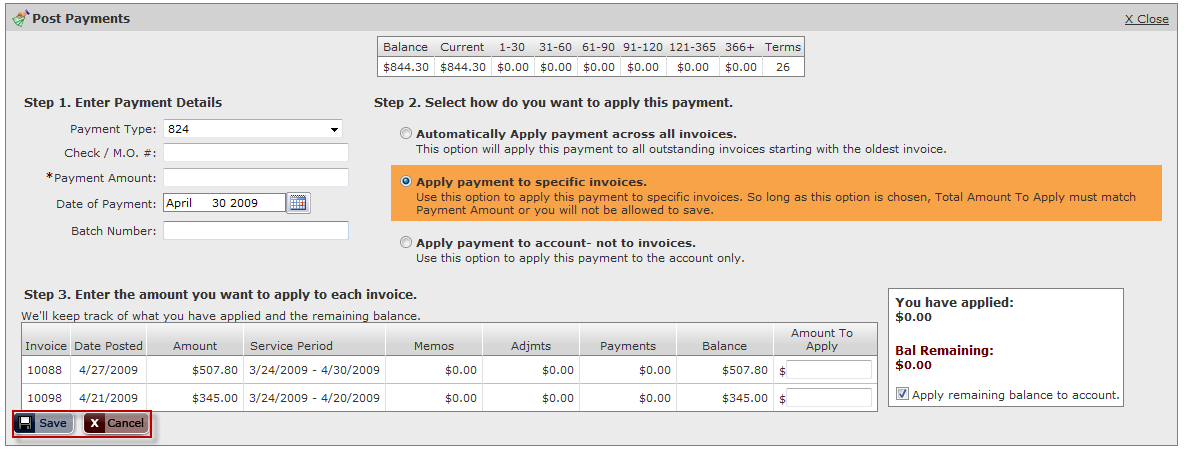 Post Payments
X Close
Balance Current 1-30 31-60 61-90 91-120 121-365 366+ Terms
$844.30 $844.30 $0.00 $0.00 $0.00 $0.00 $0.00 $0.00 26
Step 1. Enter Payment Details
Payment Type: 824
Check / M.O. #:
*Payment Amount:
Date of Payment: April 30 2009
Batch Number:
Step 2. Select how do you want to apply this payment.
Automatically Apply payment across all invoices.
This option will apply this payment to all outstanding invoices starting with the oldest invoice.
Apply payment to specific invoices.
Use this option to apply this payment to specific invoices. So long as this option is chosen, Total Amount To Apply must match
Payment Amount or you will not be allowed to save.
Apply payment to account- not to invoices.
Use this option to apply this payment to the account only.
Step 3. Enter the amount you want to apply to each invoice.
We'll keep track of what you have applied and the remaining balance.
Invoice Date Posted Amount Service Period Memos Adjmts Payments Balance Amount To
Apply
10088 4/27/2009 $507.80 3/24/2009 - 4/30/2009 $0.00 $0.00 $0.00 $507.80 $
10098 4/21/2009 $345.00 3/24/2009 - 4/20/2009 $0.00 $0.00 $0.00 $345.00 $
You have applied:
$0.00
Bal Remaining:
$0.00
Apply remaining balance to account.
Save X Cancel